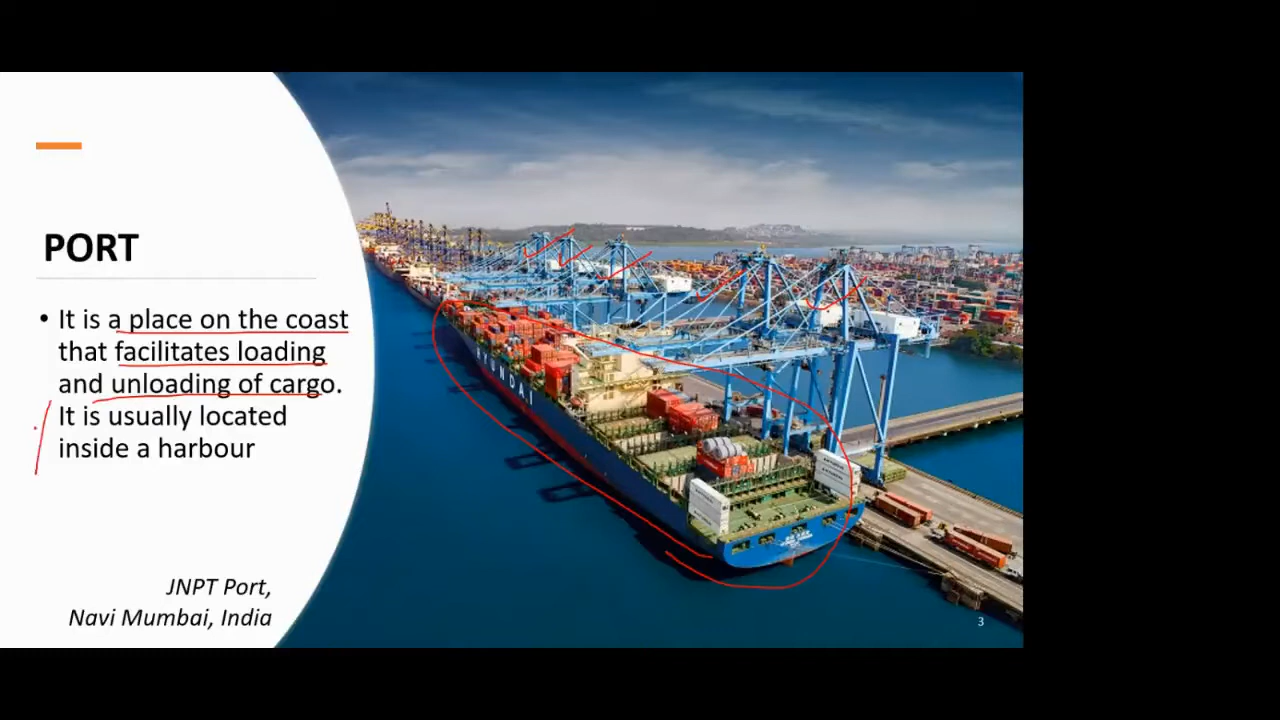 PORT
• It is a place on the coast
that facilitates loading
and unloading of cargo.
It is usually located
inside a harbour
JNPT Port,
Navi Mumbai, India
HYUNDAI
3